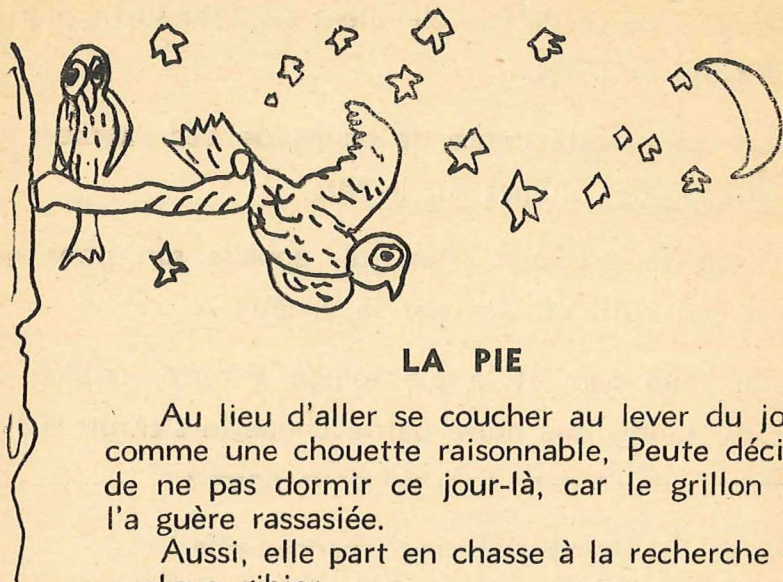 LA PIE
Au lieu d'aller se coucher au lever du jo
comme une chouette raisonnable, Peute déci
de ne pas dormir ce jour-là, car le grillon
l'a guère rassasiée.
Aussi, elle part en chasse à la recherche
gibier